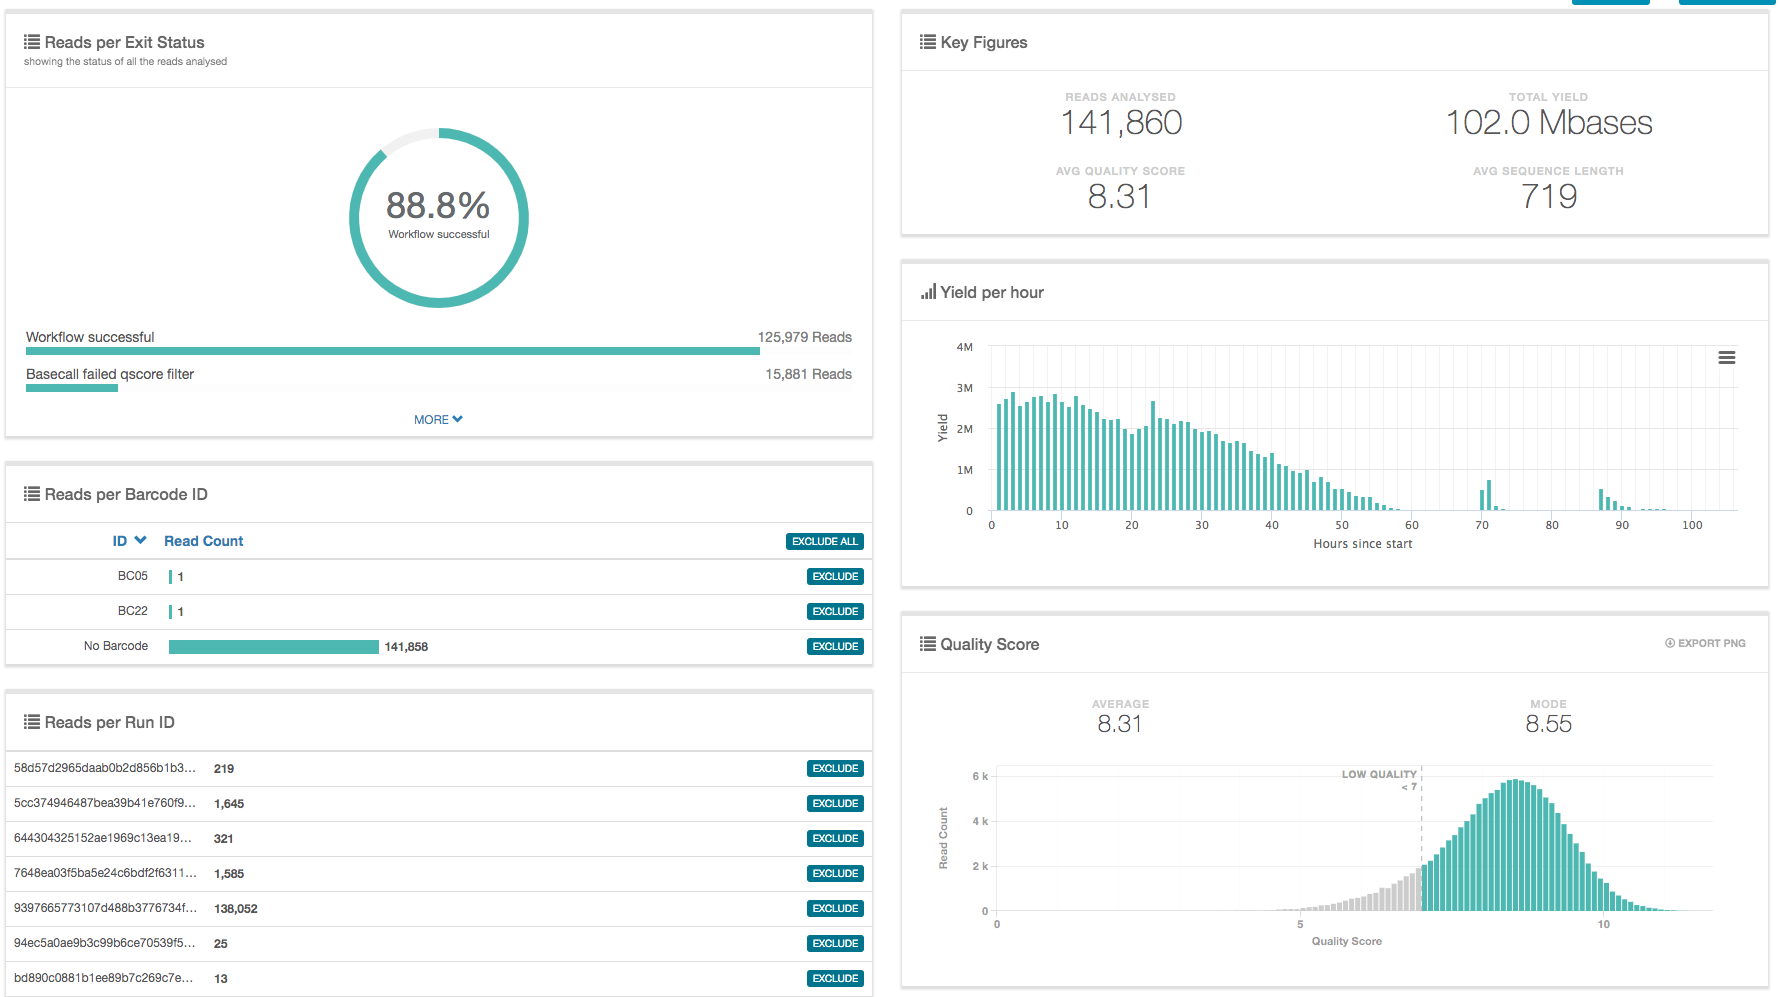 Reads per Exit Status
showing the status of all the reads analysed
88.8%
Workflow successful
Workflow successful 125,979 Reads
Basecall failed qscore filter 15,881 Reads
MORE
Reads per Barcode ID
ID Read Count EXCLUDE ALL
BC05 1 EXCLUDE
BC22 1 EXCLUDE
No Barcode 141,858 EXCLUDE
Reads per Run ID
58d57d2965daab0b2d856b1b3... 219 EXCLUDE
5cc374946487bea39b41e760f9... 1,645 EXCLUDE
644304325152ae1969c13ea19... 321 EXCLUDE
7648ea03f5ba5e24c6bdf2f6311... 1,585 EXCLUDE
9397665773107d488b3776734f... 138,052 EXCLUDE
94ec5a0ae9b3c99b6ce70539f5... 25 EXCLUDE
bd890c0881b1ee89b7c269c7e... 13 EXCLUDE
Key Figures
READS ANALYSED TOTAL YIELD
141,860 102.0 Mbases
AVG QUALITY SCORE AVG SEQUENCE LENGTH
8.31 719
Yield per hour
4M
3M
2M
1M
0
Yield
0 10 20 30 40 50 60 70 80 90 100
Hours since start
Quality Score EXPORT PNG
AVERAGE MODE
8.31 8.55
LOW QUALITY
< 7
6 k
4 k
2 k
0
Read Count
0 5 10
Quality Score